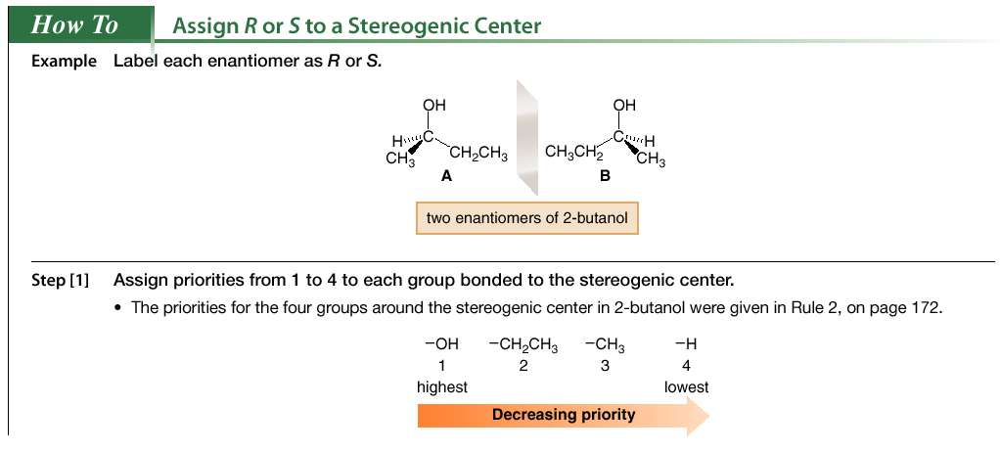 How To Assign R or S to a Stereogenic Center
Example Label each enantiomer as R or S.
OH OH
H C C H
CH₃ CH₂CH₃ CH₃CH₂ CH₃
A B
two enantiomers of 2-butanol
Step [1] Assign priorities from 1 to 4 to each group bonded to the stereogenic center.
• The priorities for the four groups around the stereogenic center in 2-butanol were given in Rule 2, on page 172.
−OH −CH₂CH₃ −CH₃ −H
1 2 3 4
highest lowest
Decreasing priority